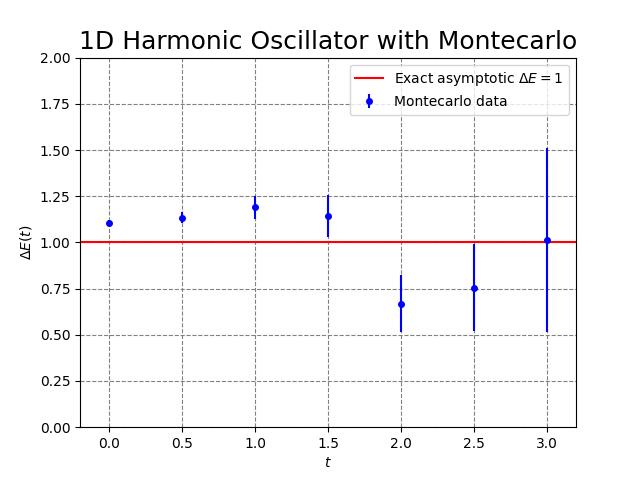 1D Harmonic Oscillator with Montecarlo
Exact asymptotic ΔE = 1
Montecarlo data
2.00
1.75
1.50
1.25
1.00
0.75
0.50
0.25
0.00
ΔE(t)
0.0 0.5 1.0 1.5 2.0 2.5 3.0
t